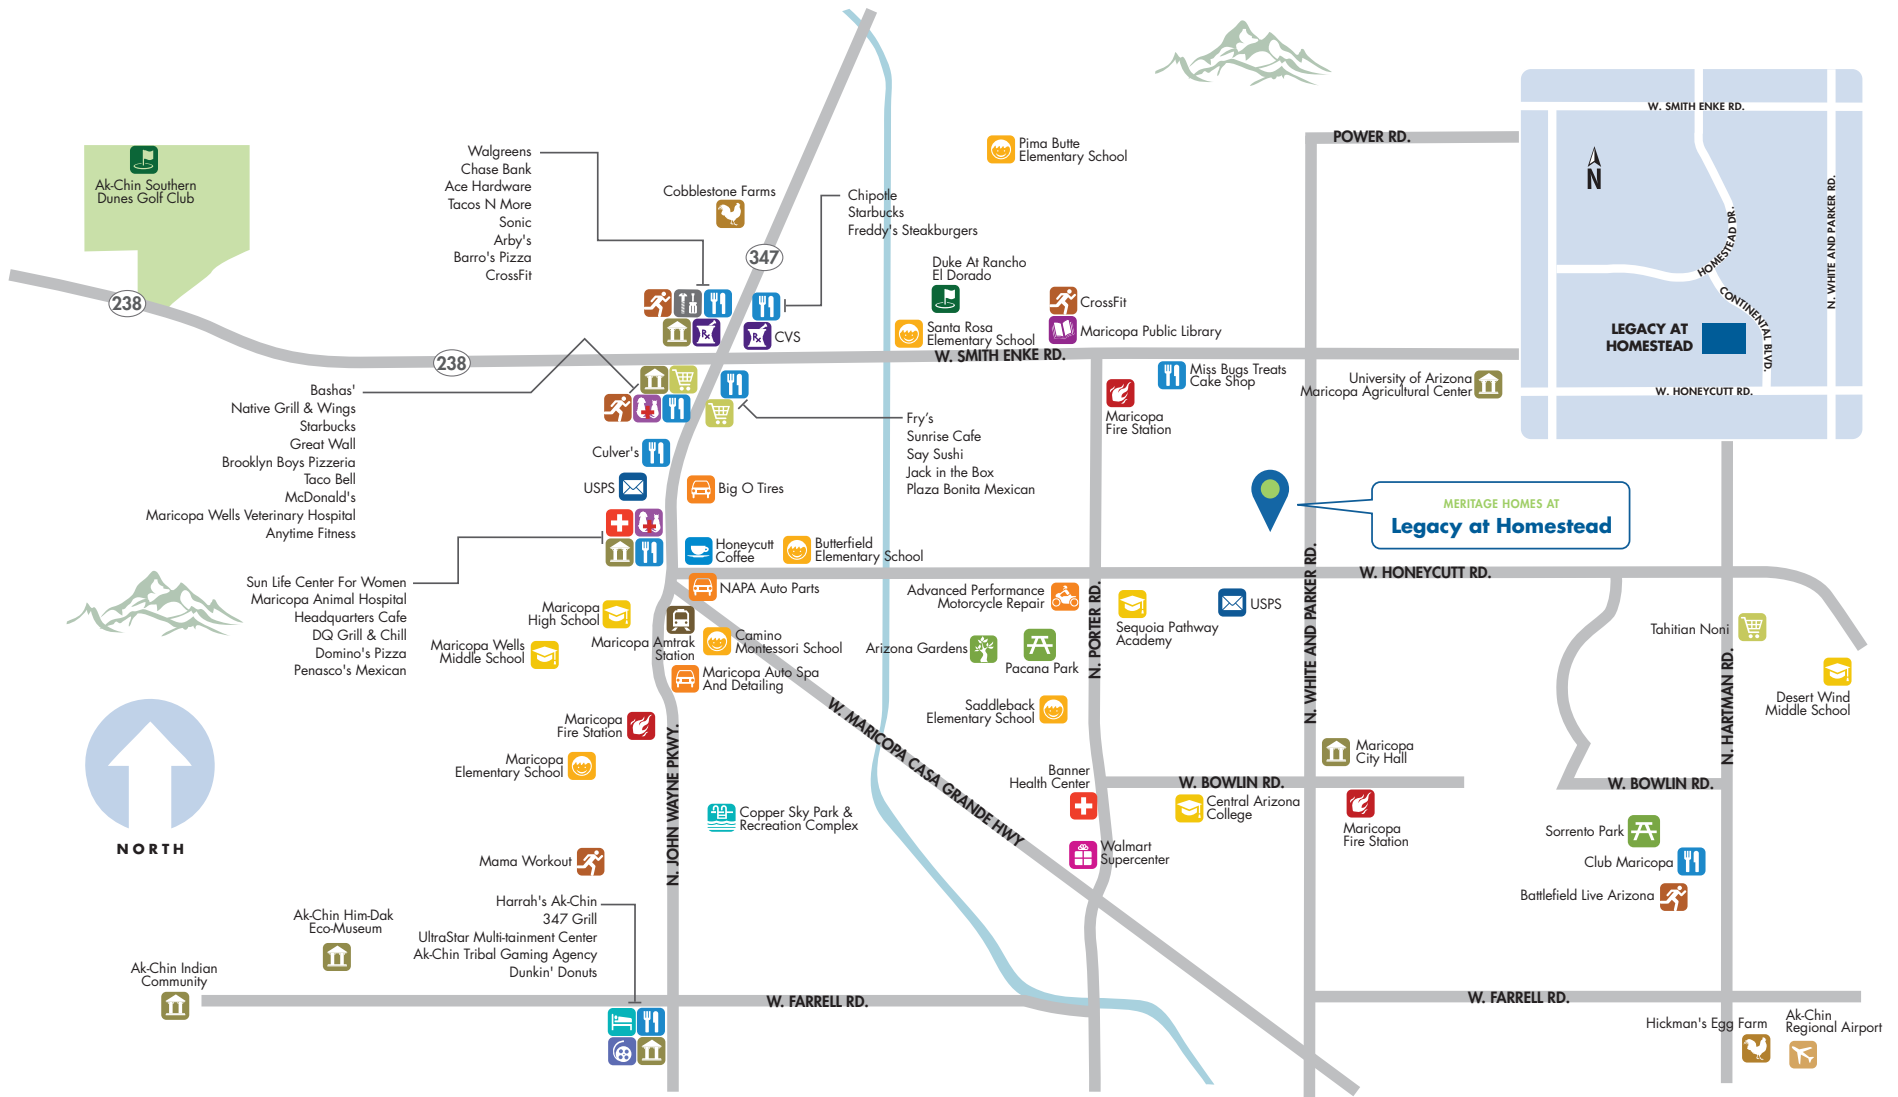 Ak-Chin Southern
Dunes Golf Club
238
238
347
Walgreens
Chase Bank
Ace Hardware
Tacos N More
Sonic
Arby's
Barro's Pizza
CrossFit
Cobblestone Farms
Chipotle
Starbucks
Freddy's Steakburgers
CVS
Pima Butte
Elementary School
Duke At Rancho
El Dorado
Santa Rosa
Elementary School
CrossFit
Maricopa Public Library
W. SMITH ENKE RD.
POWER RD.
W. SMITH ENKE RD.
N
HOMESTEAD DR.
CONTINENTAL BLVD.
N. WHITE AND PARKER RD.
LEGACY AT
HOMESTEAD
W. HONEYCUTT RD.
Miss Bugs Treats
Cake Shop
University of Arizona
Maricopa Agricultural Center
Maricopa
Fire Station
Bashas'
Native Grill & Wings
Starbucks
Great Wall
Brooklyn Boys Pizzeria
Taco Bell
McDonald's
Maricopa Wells Veterinary Hospital
Anytime Fitness
Fry's
Sunrise Cafe
Say Sushi
Jack in the Box
Plaza Bonita Mexican
Culver's
USPS
Big O Tires
MERITAGE HOMES AT
Legacy at Homestead
Honeycutt
Coffee
Butterfield
Elementary School
W. HONEYCUTT RD.
Sun Life Center For Women
Maricopa Animal Hospital
Headquarters Cafe
DQ Grill & Chill
Domino's Pizza
Penasco's Mexican
NAPA Auto Parts
Maricopa
High School
Maricopa Wells
Middle School
Maricopa Amtrak
Station
Camino
Montessori School
Maricopa Auto Spa
And Detailing
Advanced Performance
Motorcycle Repair
Arizona Gardens
Pacana Park
N. PORTER RD.
Sequoia Pathway
Academy
USPS
N. WHITE AND PARKER RD.
Tahitian Noni
N. HARTMAN RD.
Desert Wind
Middle School
Saddleback
Elementary School
Maricopa
Fire Station
Maricopa
Elementary School
N. JOHN WAYNE PKWY.
W. MARICOPA CASA GRANDE HWY
Maricopa
City Hall
Banner
Health Center
W. BOWLIN RD.
W. BOWLIN RD.
Central Arizona
College
Maricopa
Fire Station
Copper Sky Park &
Recreation Complex
Walmart
Supercenter
Sorrento Park
Club Maricopa
Battlefield Live Arizona
NORTH
Mama Workout
Harrah's Ak-Chin
347 Grill
UltraStar Multi-tainment Center
Ak-Chin Tribal Gaming Agency
Dunkin' Donuts
Ak-Chin Him-Dak
Eco-Museum
Ak-Chin Indian
Community
W. FARRELL RD.
W. FARRELL RD.
Hickman's Egg Farm
Ak-Chin
Regional Airport